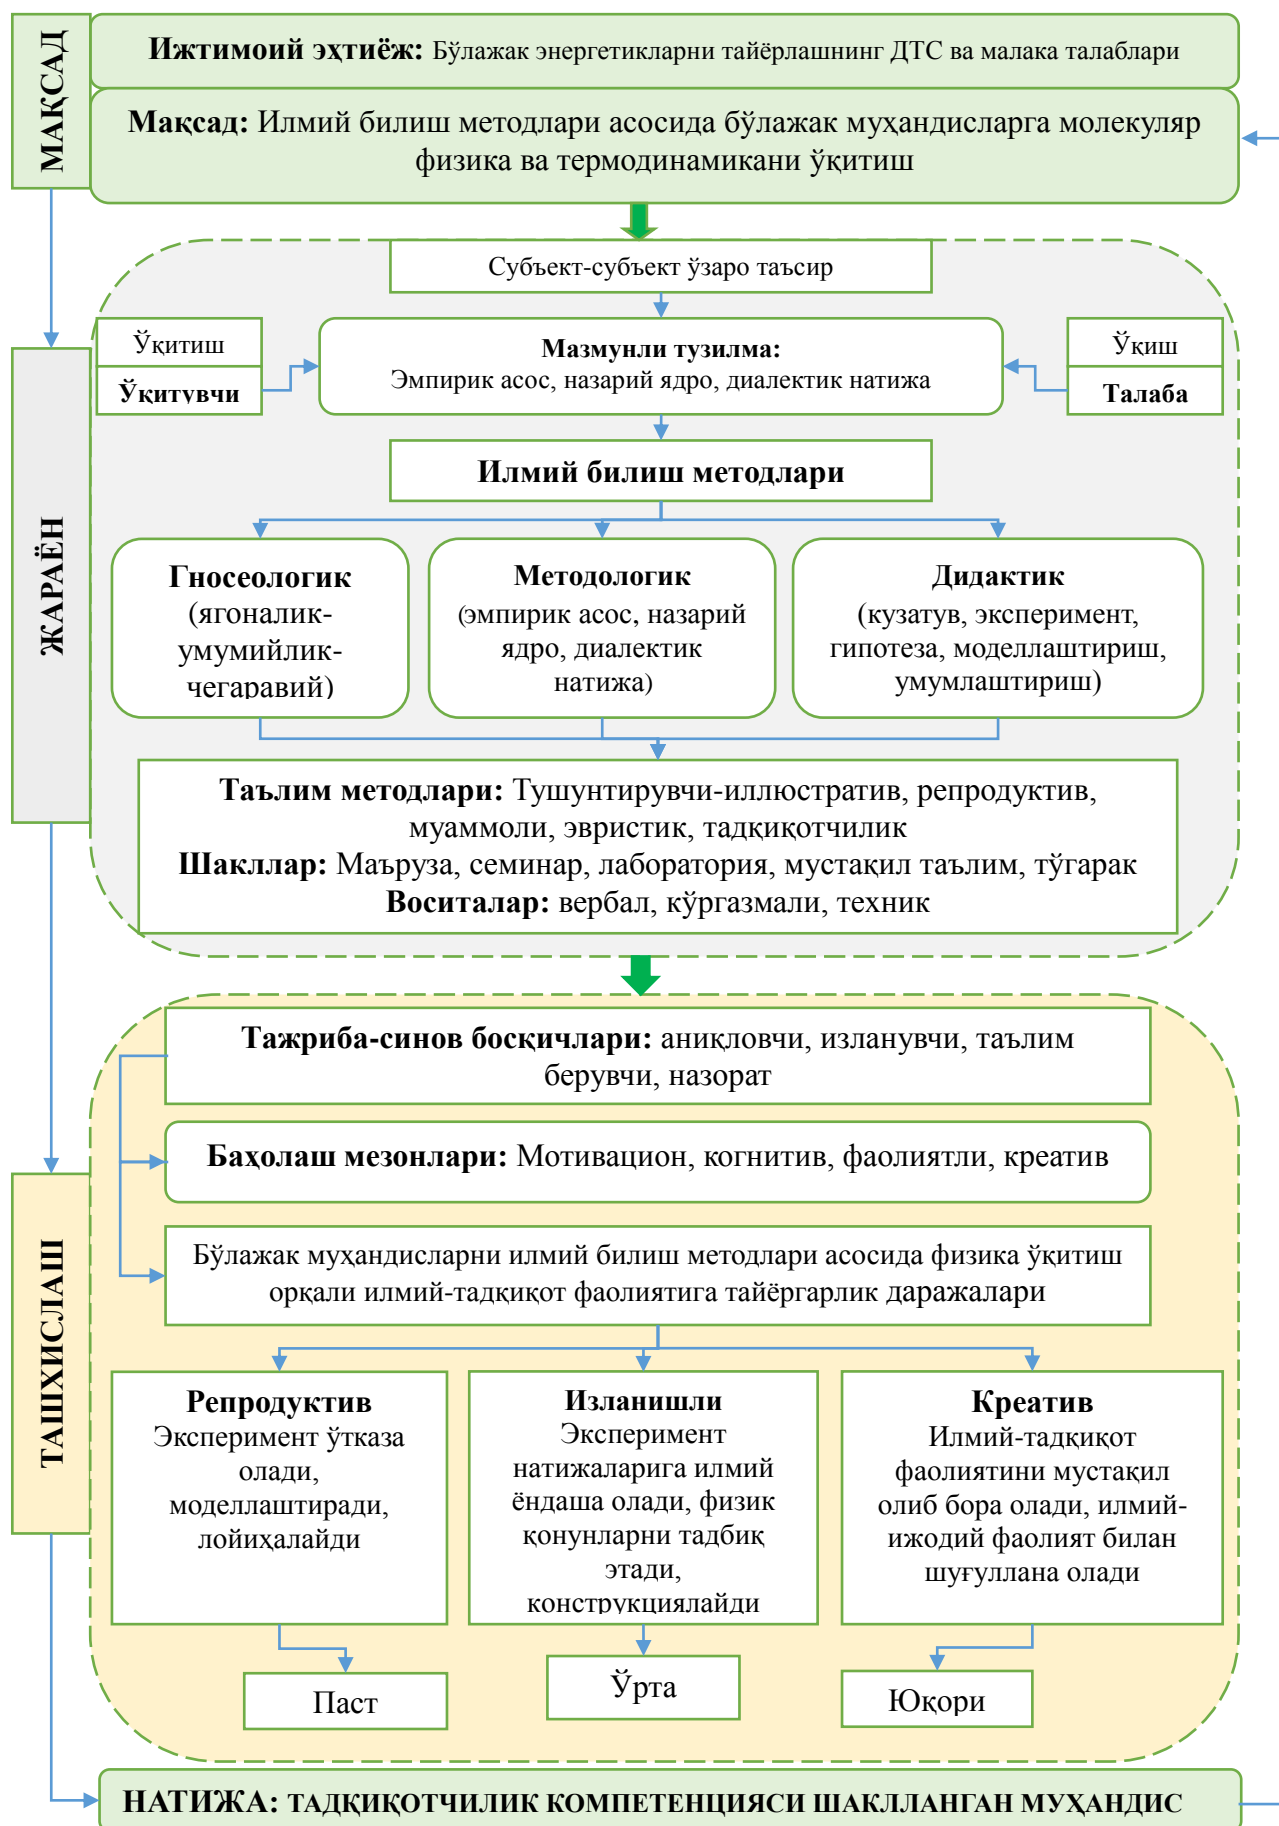 МАҚСАД
Ижтимоий эҳтиёж: Бўлажак энергетикларни тайёрлашнинг ДТС ва малака талаблари
Мақсад: Илмий билиш методлари асосида бўлажак муҳандисларга молекуляр
физика ва термодинамикани ўқитиш
ЖАРАЁН
Субъект-субъект ўзаро таъсир
Ўқитиш
Ўқитувчи
Мазмунли тузилма:
Эмпирик асос, назарий ядро, диалектик натижа
Ўқиш
Талаба
Илмий билиш методлари
Гносеологик
(ягоналик-
умумийлик-
чегаравий)
Методологик
(эмпирик асос, назарий
ядро, диалектик
натижа)
Дидактик
(кузатув, эксперимент,
гипотеза, моделлаштириш,
умумлаштириш)
Таълим методлари: Тушунтирувчи-иллюстратив, репродуктив,
муаммоли, эвристик, тадқиқотчилик
Шакллар: Маъруза, семинар, лаборатория, мустақил таълим, тўгарак
Воситалар: вербал, кўргазмали, техник
ТАШХИСЛАШ
Тажриба-синов босқичлари: аниқловчи, изланувчи, таълим
берувчи, назорат
Баҳолаш мезонлари: Мотивацион, когнитив, фаолиятли, креатив
Бўлажак муҳандисларни илмий билиш методлари асосида физика ўқитиш
орқали илмий-тадқиқот фаолиятига тайёргарлик даражалари
Репродуктив
Эксперимент ўтказа
олади,
моделлаштиради,
лойиҳалайди
Изланишли
Эксперимент
натижаларига илмий
ёндаша олади, физик
қонунларни тадбиқ
этади,
конструкциялайди
Креатив
Илмий-тадқиқот
фаолиятини мустақил
олиб бора олади, илмий-
ижодий фаолият билан
шуғуллана олади
Паст
Ўрта
Юқори
НАТИЖА: ТАДҚИҚОТЧИЛИК КОМПЕТЕНЦИЯСИ ШАКЛЛАНГАН МУҲАНДИС